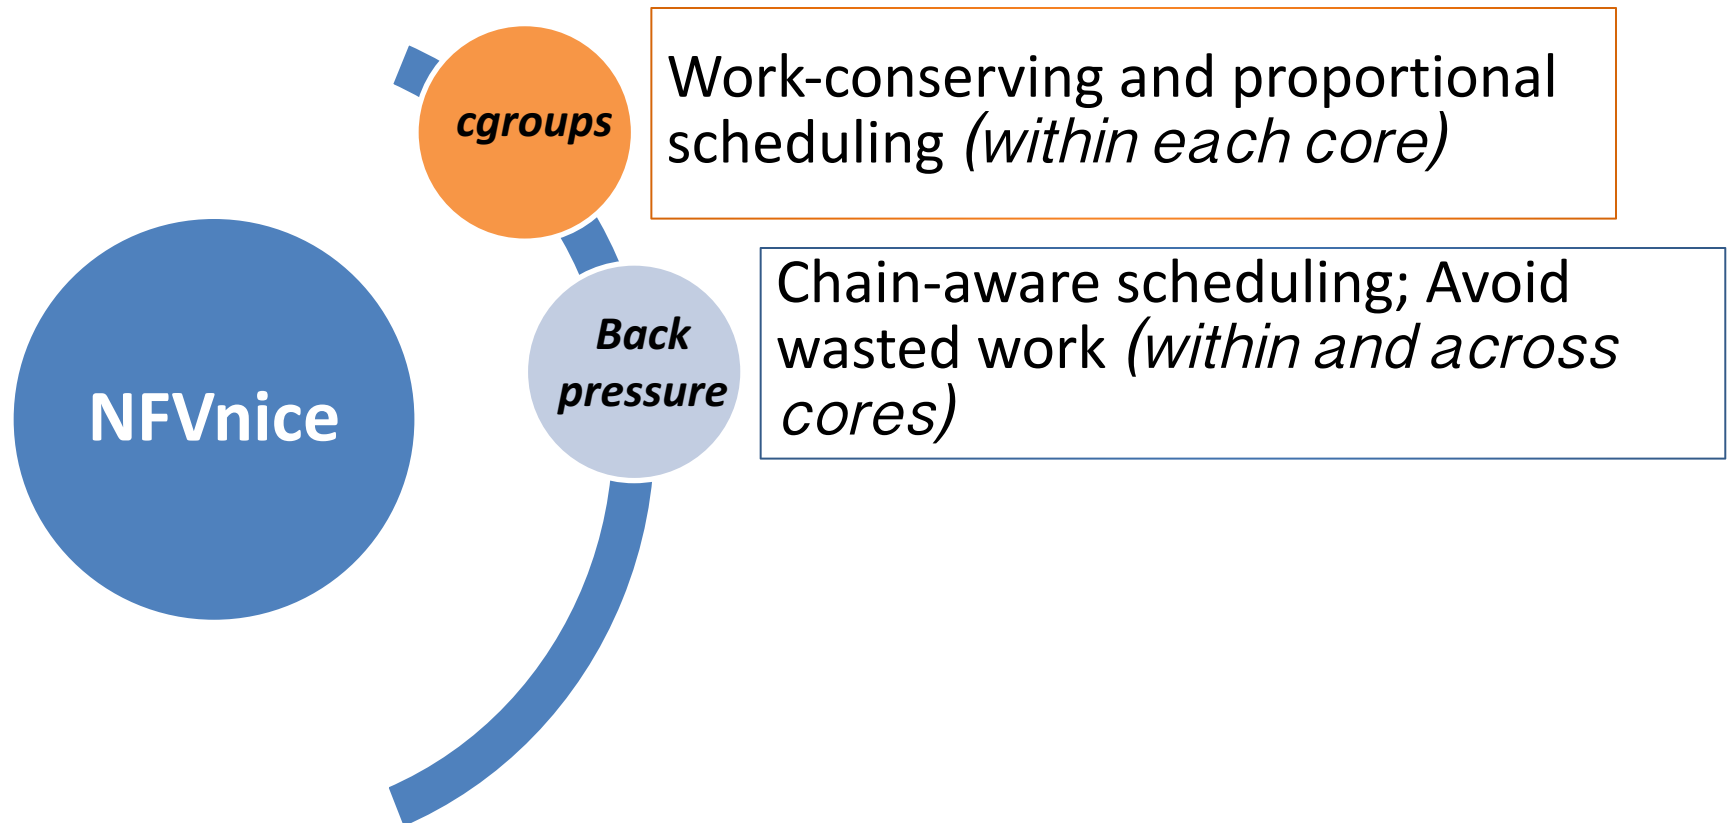 cgroups
Work-conserving and proportional
scheduling (within each core)
NFVnice
Back
pressure
Chain-aware scheduling; Avoid
wasted work (within and across
cores)